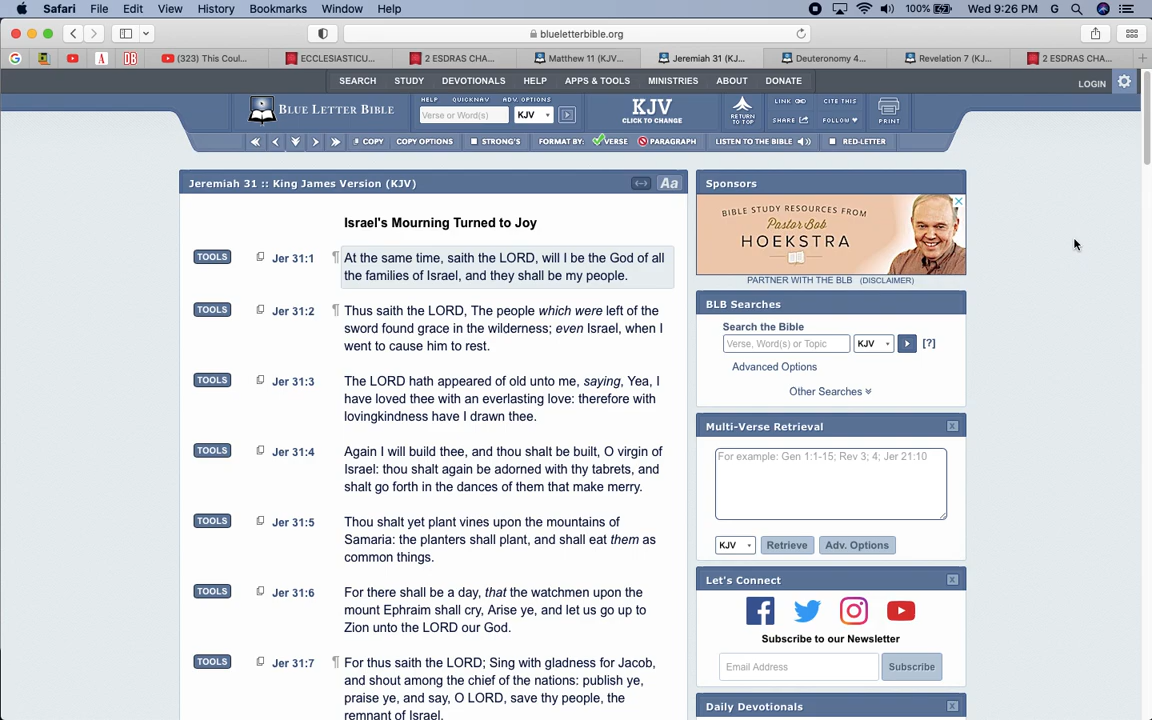 Safari File Edit View History Bookmarks Window Help 100% Wed 9:26 PM G
blueletterbible.org
(323) This Coul... ECCLESIASTICU... 2 ESDRAS CHA... Matthew 11 (KJV... Jeremiah 31 (KJ... Deuteronomy 4... Revelation 7 (KJ... 2 ESDRAS CHA...
SEARCH STUDY DEVOTIONALS HELP APPS & TOOLS MINISTRIES ABOUT DONATE LOGIN
BLUE LETTER BIBLE
HELP QUICKNAV ADV. OPTIONS
Verse or Word(s) KJV
KJV
CLICK TO CHANGE
RETURN
TO TOP
LINK CITE THIS
SHARE FOLLOW
PRINT
COPY COPY OPTIONS STRONG'S FORMAT BY: VERSE PARAGRAPH LISTEN TO THE BIBLE RED-LETTER
Jeremiah 31 :: King James Version (KJV) Aa
Israel's Mourning Turned to Joy
TOOLS Jer 31:1 ¶ At the same time, saith the LORD, will I be the God of all
the families of Israel, and they shall be my people.
TOOLS Jer 31:2 ¶ Thus saith the LORD, The people which were left of the
sword found grace in the wilderness; even Israel, when I
went to cause him to rest.
TOOLS Jer 31:3 The LORD hath appeared of old unto me, saying, Yea, I
have loved thee with an everlasting love: therefore with
lovingkindness have I drawn thee.
TOOLS Jer 31:4 Again I will build thee, and thou shalt be built, O virgin of
Israel: thou shalt again be adorned with thy tabrets, and
shalt go forth in the dances of them that make merry.
TOOLS Jer 31:5 Thou shalt yet plant vines upon the mountains of
Samaria: the planters shall plant, and shall eat them as
common things.
TOOLS Jer 31:6 For there shall be a day, that the watchmen upon the
mount Ephraim shall cry, Arise ye, and let us go up to
Zion unto the LORD our God.
TOOLS Jer 31:7 ¶ For thus saith the LORD; Sing with gladness for Jacob,
and shout among the chief of the nations: publish ye,
praise ye, and say, O LORD, save thy people, the
remnant of Israel.
Sponsors
BIBLE STUDY RESOURCES FROM
Pastor Bob
HOEKSTRA
PARTNER WITH THE BLB (DISCLAIMER)
BLB Searches
Search the Bible
Verse, Word(s) or Topic KJV [?]
Advanced Options
Other Searches
Multi-Verse Retrieval
For example: Gen 1:1-15; Rev 3; 4; Jer 21:10
KJV Retrieve Adv. Options
Let's Connect
Subscribe to our Newsletter
Email Address Subscribe
Daily Devotionals